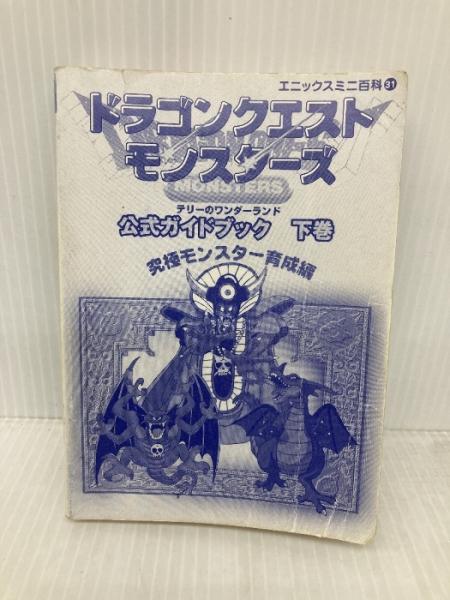 エニックスミニ百科31
ドラゴンクエスト
モンスターズ
MONSTERS
テリーのワンダーランド
公式ガイドブック 下巻
究極モンスター育成編